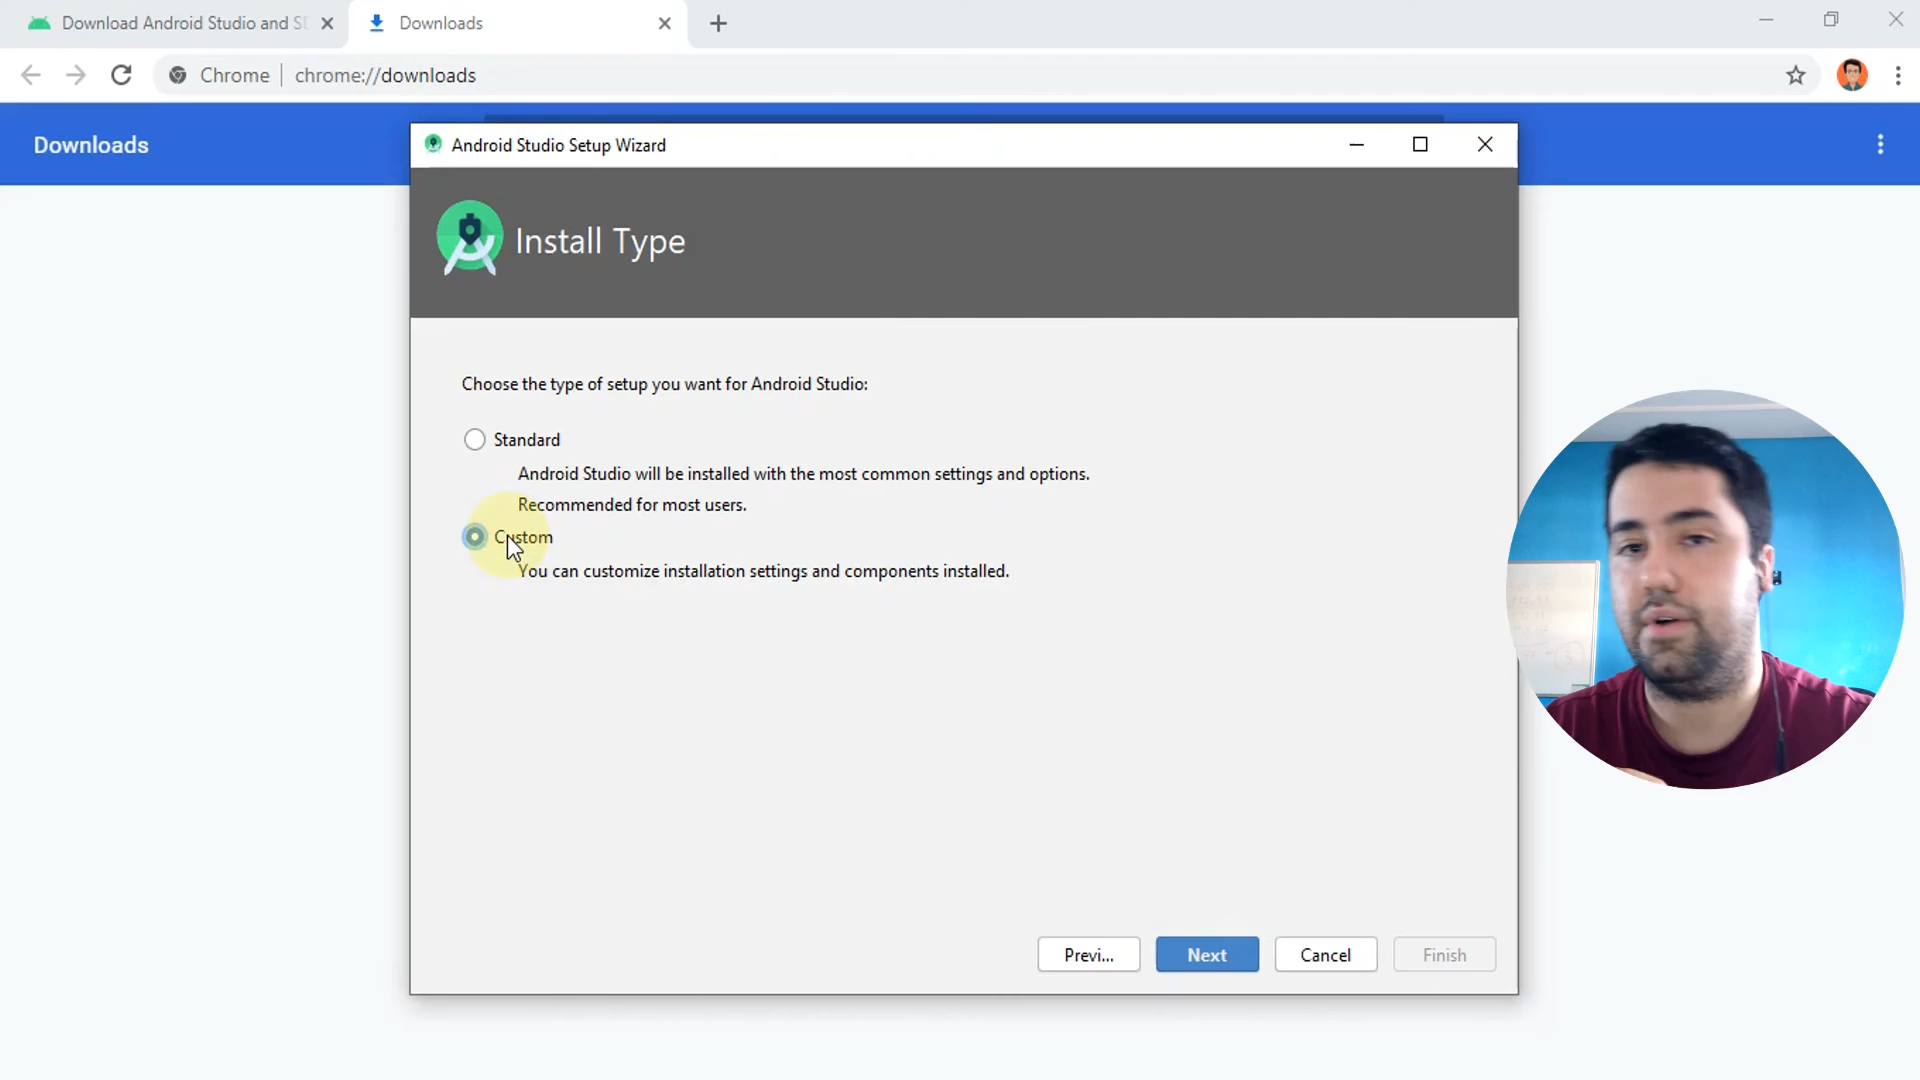 Download Android Studio and S
Downloads
Chrome
chrome://downloads
Downloads
Android Studio Setup Wizard
Install Type
Choose the type of setup you want for Android Studio:
Standard
Android Studio will be installed with the most common settings and options.
Recommended for most users.
Custom
You can customize installation settings and components installed.
Previ...
Next
Cancel
Finish